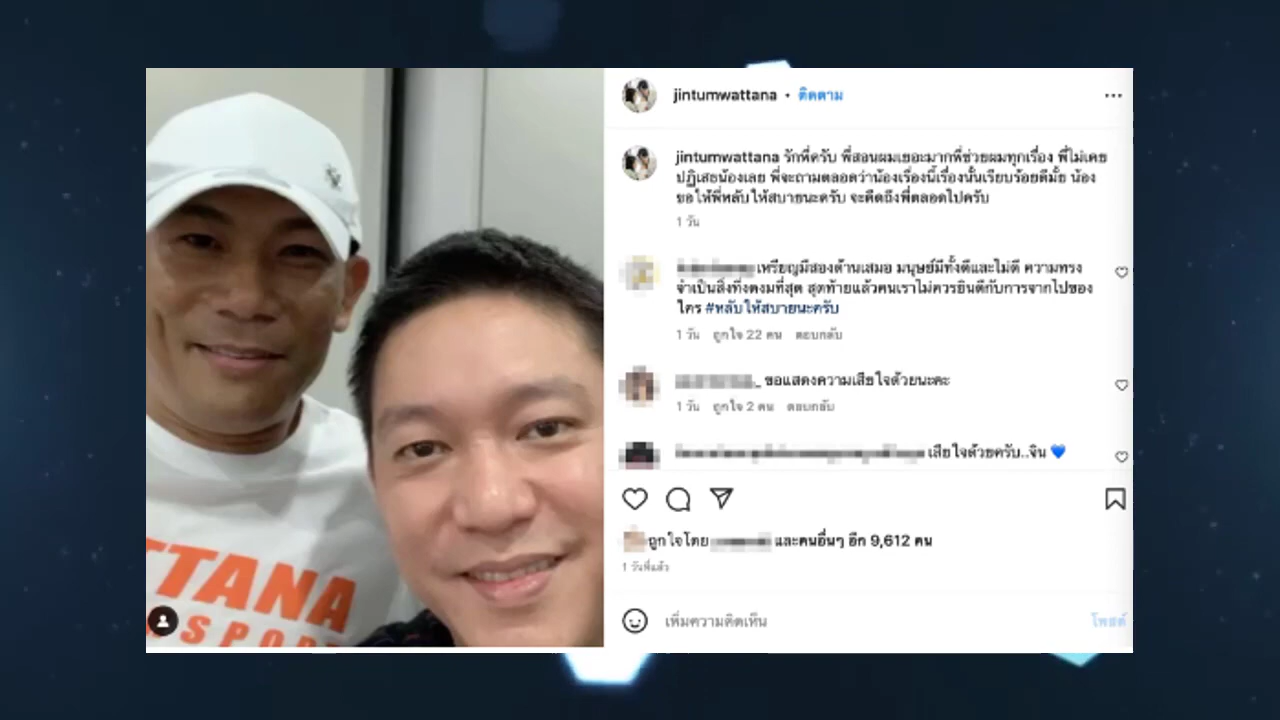 TTANA
SPOR
jintumwattana • ติดตาม
jintumwattana รักพี่ครับ พี่สอนผมเยอะมากพี่ช่วยผมทุกเรื่อง พี่ไม่เคย
ปฏิเสธน้องเลย พี่จะถามตลอดว่าน้องเรื่องนี้เรื่องนั้นเรียบร้อยดีมั้ย น้อง
ขอให้พี่หลับให้สบายนะครับ จะคิดถึงพี่ตลอดไปครับ
1 วัน
เหรียญมีสองด้านเสมอ มนุษย์มีทั้งดีและไม่ดี ความทรง
จำเป็นสิ่งที่งดงมที่สุด สุดท้ายแล้วคนเราไม่ควรยินดีกับการจากไปของ
ใคร #หลับให้สบายนะครับ
1 วัน ถูกใจ 22 คน ตอบกลับ
ขอแสดงความเสียใจด้วยนะคะ
1 วัน ถูกใจ 2 คน ตอบกลับ
เสียใจด้วยครับ..จิน
ถูกใจโดย และคนอื่นๆ อีก 9,612 คน
1 วันที่แล้ว
เพิ่มความคิดเห็น
โพสต์